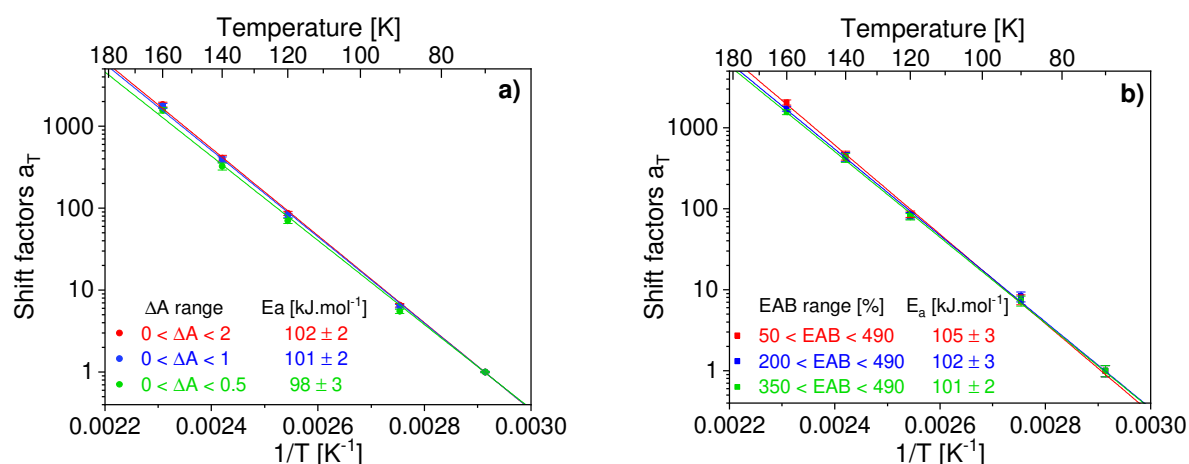 Temperature [K]
180 160 140 120 100 80
a)
1000
100
10
1
Shift factors a_T
ΔA range Ea [kJ.mol⁻¹]
0 < ΔA < 2 102 ± 2
0 < ΔA < 1 101 ± 2
0 < ΔA < 0.5 98 ± 3
0.0022 0.0024 0.0026 0.0028 0.0030
1/T [K⁻¹]
Temperature [K]
180 160 140 120 100 80
b)
1000
100
10
1
Shift factors a_T
EAB range [%] E_a [kJ.mol⁻¹]
50 < EAB < 490 105 ± 3
200 < EAB < 490 102 ± 3
350 < EAB < 490 101 ± 2
0.0022 0.0024 0.0026 0.0028 0.0030
1/T [K⁻¹]